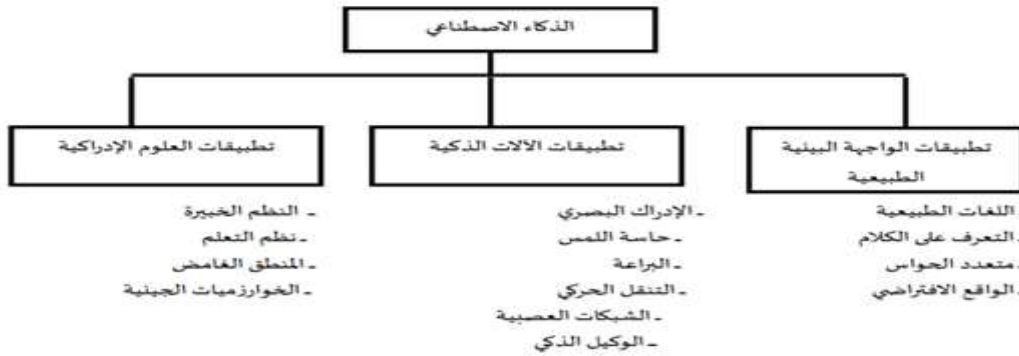 الذكاء الاصطناعي
تطبيقات الواجهة البينية
الطبيعية
ـ اللغات الطبيعية
ـ التعرف على الكلام
ـ متعدد الحواس
ـ الواقع الافتراضي
تطبيقات الآلات الذكية
ـ الإدراك البصري
ـ حاسة اللمس
ـ البراعة
ـ التنقل الحركي
ـ الشبكات العصبية
ـ الوكيل الذكي
تطبيقات العلوم الإدراكية
ـ النظم الخبيرة
ـ نظم التعلم
ـ المنطق الغامض
ـ الخوارزميات الجينية